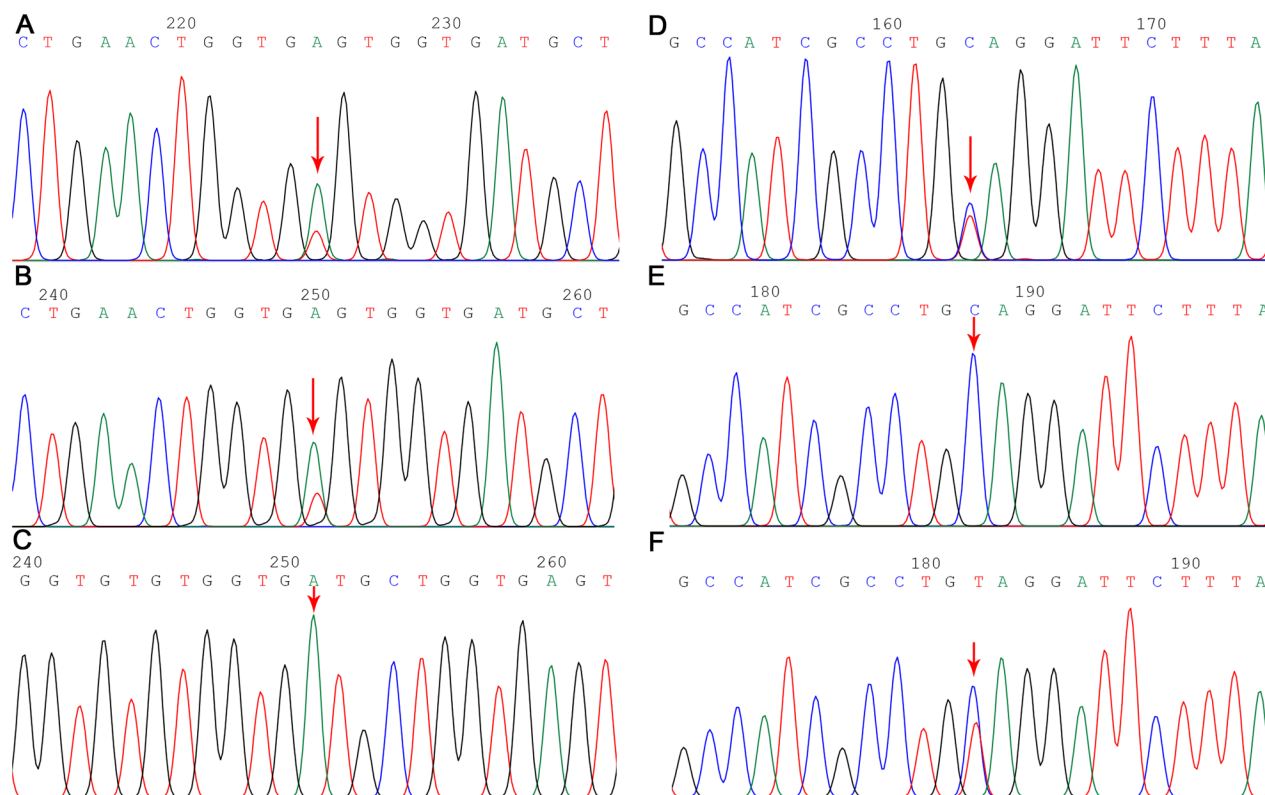 A
220 230
C T G A A C T G G T G A G T G G T G A T G C T
B
240 250 260
C T G A A C T G G T G A G T G G T G A T G C T
C
240 250 260
G G T G T G T G G T G A T G C T G G T G A G T
D
160 170
G C C A T C G C C T G C A G G A T T C T T T A
E
180 190
G C C A T C G C C T G C A G G A T T C T T T A
F
180 190
G C C A T C G C C T G T A G G A T T C T T T A